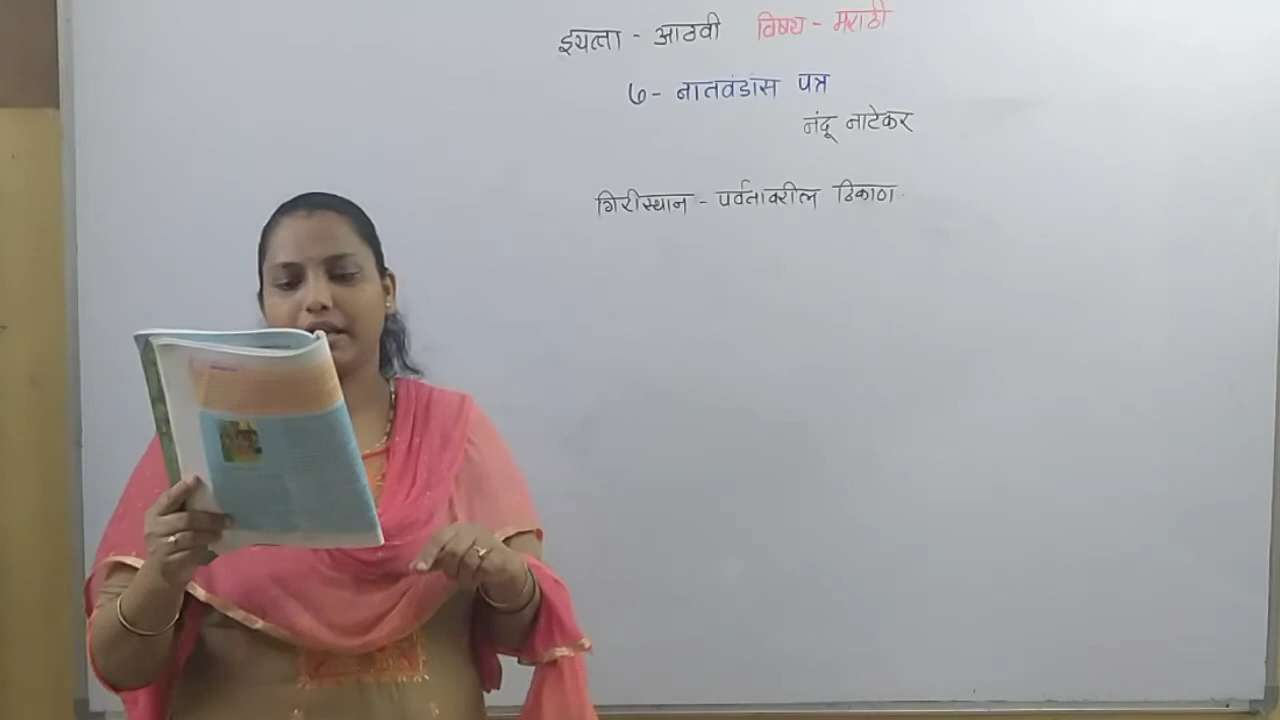 इयत्ता - आठवी विषय - मराठी
७ - नातवंडांस पत्र
नंदू नाटेकर
गिरीस्थान - पर्वतावरील ठिकाण